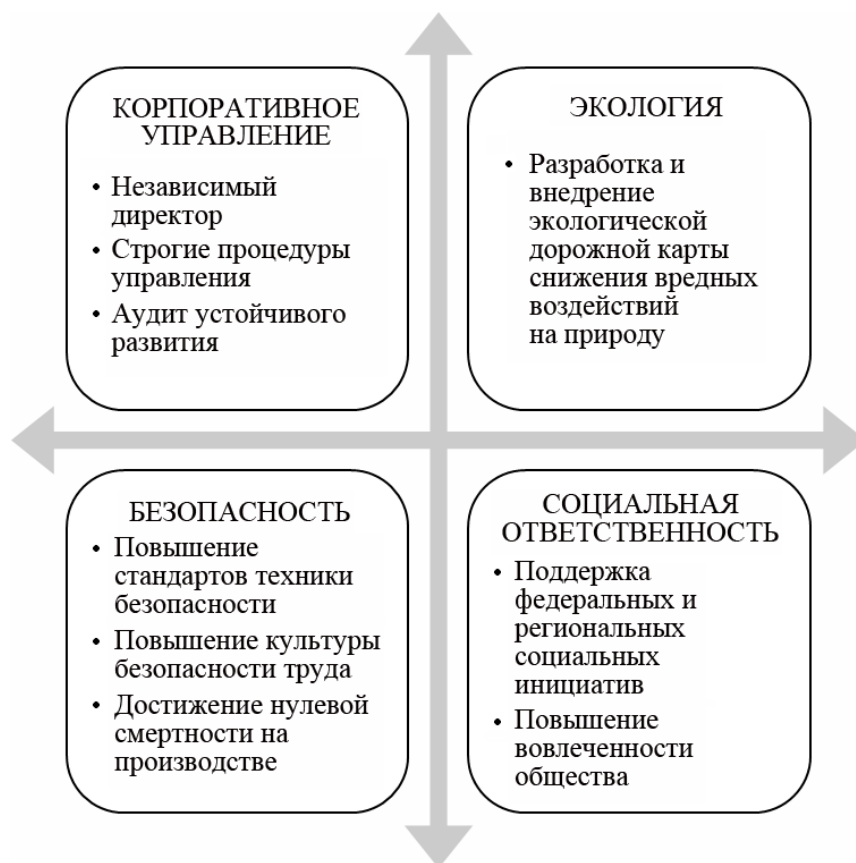 КОРПОРАТИВНОЕ
УПРАВЛЕНИЕ
• Независимый
директор
• Строгие процедуры
управления
• Аудит устойчивого
развития
ЭКОЛОГИЯ
• Разработка и
внедрение
экологической
дорожной карты
снижения вредных
воздействий
на природу
БЕЗОПАСНОСТЬ
• Повышение
стандартов техники
безопасности
• Повышение культуры
безопасности труда
• Достижение нулевой
смертности на
производстве
СОЦИАЛЬНАЯ
ОТВЕТСТВЕННОСТЬ
• Поддержка
федеральных и
региональных
социальных
инициатив
• Повышение
вовлеченности
общества